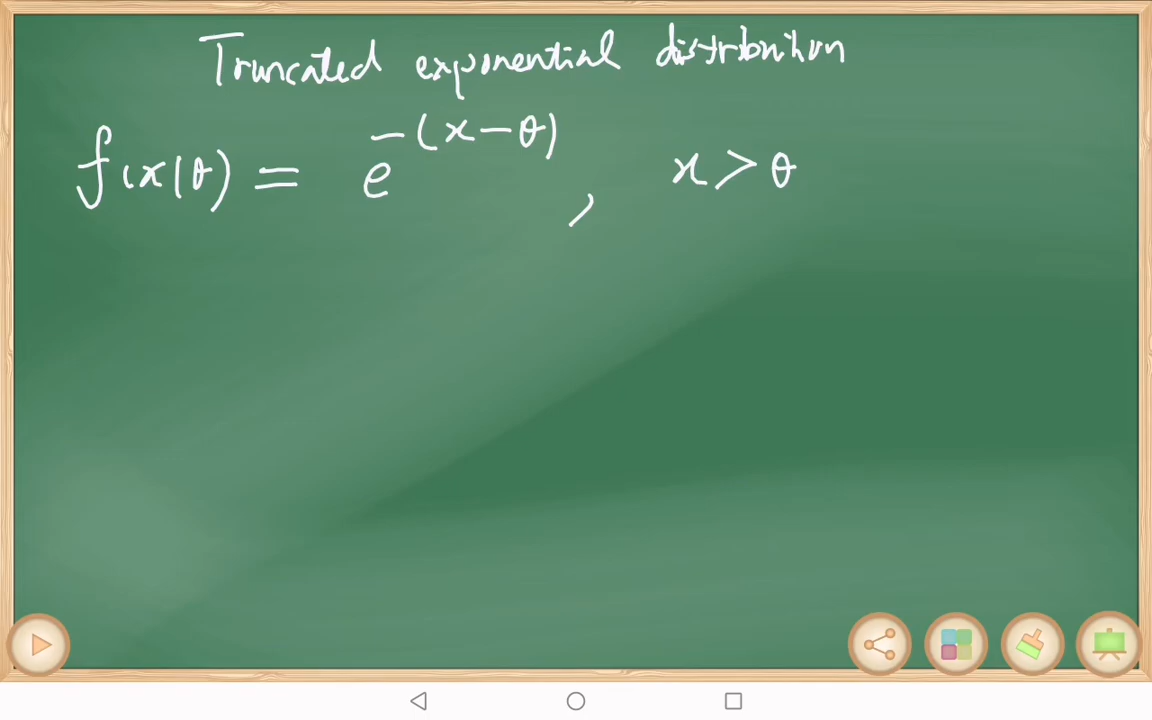 Truncated exponential distribution
f(x|θ) = e^{-(x-θ)}, x > θ